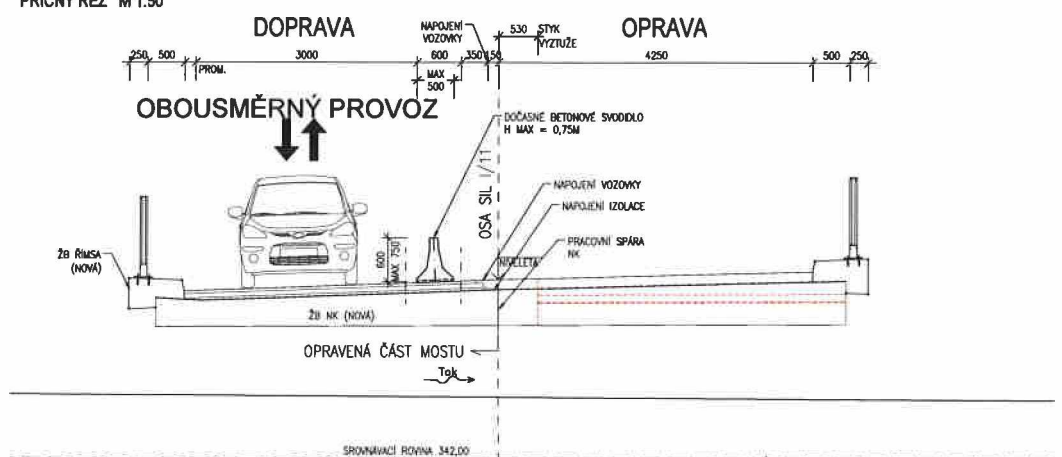 PŘÍČNÝ ŘEZ M 1:50
DOPRAVA
NAPOJENÍ
VOZOVKY
530
STYK
VÝZTUŽE
OPRAVA
250
500
3000
600
350
150
4250
500
250
PROM.
MAX
500
OBOUSMĚRNÝ PROVOZ
DOČASNÉ BETONOVÉ SVODIDLO
H MAX = 0,75M
OSA SIL I/11
NAPOJENÍ VOZOVKY
NAPOJENÍ IZOLACE
PRACOVNÍ SPÁRA
NK
600
MAX 750
NIVELETA
ŽB ŘÍMSA
(NOVÁ)
ŽB NK (NOVÁ)
OPRAVENÁ ČÁST MOSTU
Tok
SROVNÁVACÍ ROVINA 342,00